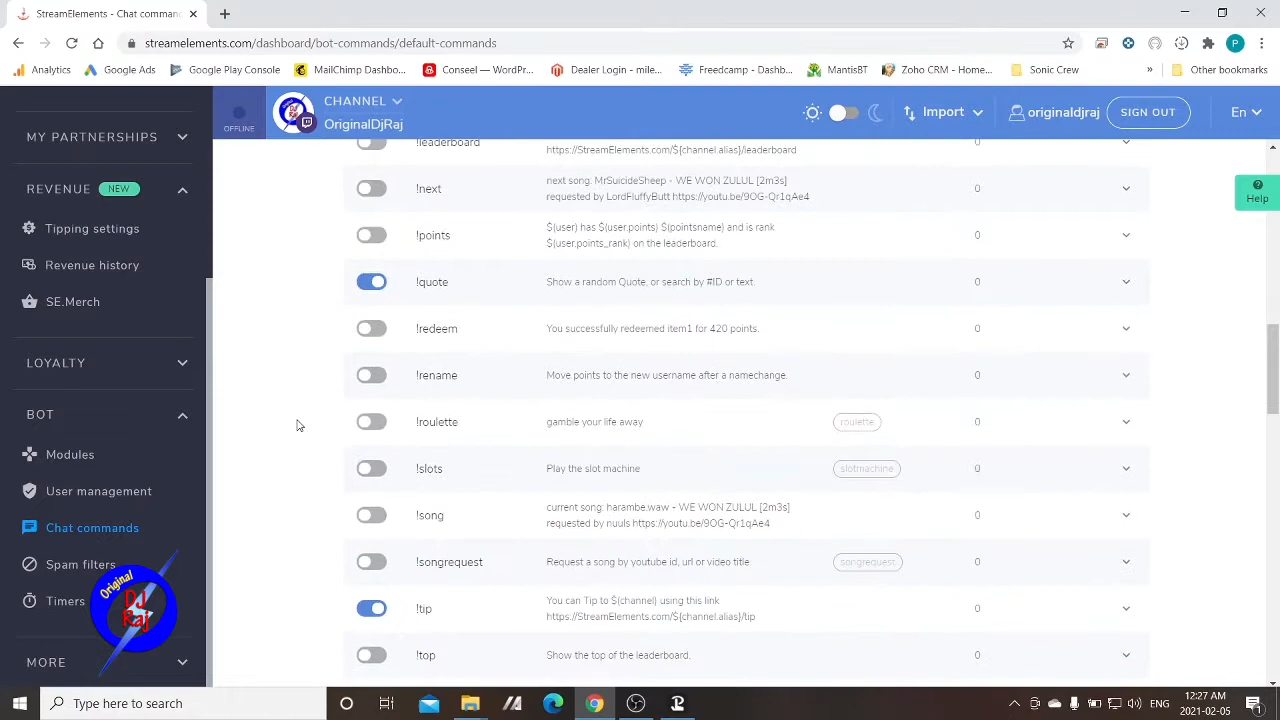 StreamElements - Chat comman
streamelements.com/dashboard/bot-commands/default-commands
Analytics
Google Ads
Google Play Console
MailChimp Dashbo...
Conseel — WordPr...
Dealer Login - mile...
Freedcamp - Dashb...
MantisBT
Zoho CRM - Home...
Sonic Crew
»
Other bookmarks
P
OFFLINE
CHANNEL
OriginalDjRaj
Import
originaldjraj
SIGN OUT
En
Help
MY PARTNERSHIPS
REVENUE NEW
Tipping settings
Revenue history
SE.Merch
LOYALTY
BOT
Modules
User management
Chat commands
Spam filters
Timers
MORE
Original
DJ
Raj
!leaderboard
https://StreamElements.com/${channel.alias}/leaderboard
0
!next
next song: MrSuicideSheep - WE WON ZULUL [2m3s]
requested by LordFluffyButt https://youtu.be/9OG-Qr1qAe4
0
!points
$(user) has $(user.points) $(pointsname) and is rank
$(user.points_rank) on the leaderboard.
0
!quote
Show a random Quote, or search by #ID or text.
0
!redeem
You successfully redeemed item1 for 420 points.
0
!rename
Move points to the new username after a namechange.
0
!roulette
gamble your life away
roulette
0
!slots
Play the slot machine
slotmachine
0
!song
current song: harambe.waw - WE WON ZULUL [2m3s]
requested by nuuls https://youtu.be/9OG-Qr1qAe4
0
!songrequest
Request a song by youtube id, url or video title.
songrequest
0
!tip
You can Tip to $(channel) using this link
https://StreamElements.com/${channel.alias}/tip
0
!top
Show the top of the leaderboard.
0
Type here to search
12:27 AM
2021-02-05